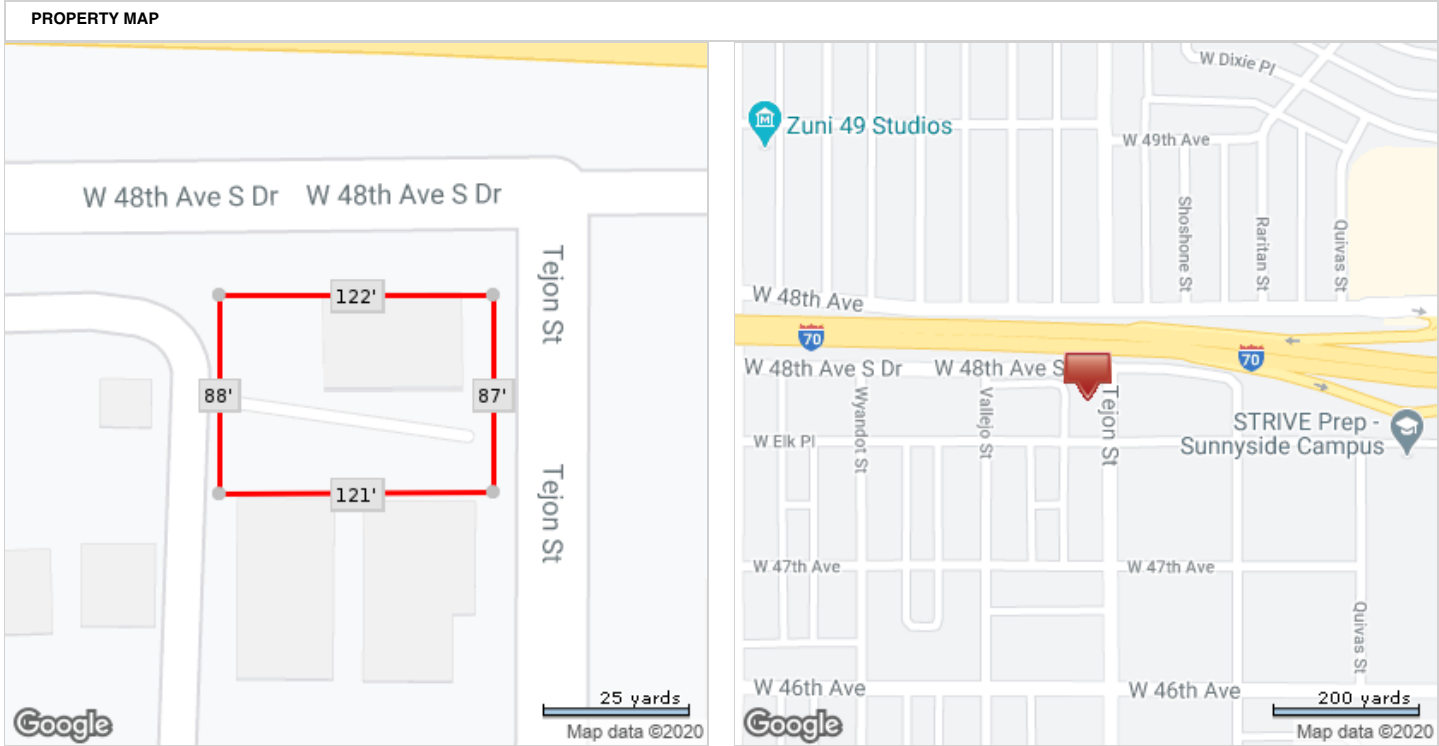 PROPERTY MAP
W 48th Ave S Dr W 48th Ave S Dr
Tejon St
122'
88'
87'
121'
Tejon St
25 yards
Google
Map data ©2020
W Dixie Pl
Zuni 49 Studios
W 49th Ave
Shoshone St
Raritan St
Quivas St
W 48th Ave
70
70
W 48th Ave S Dr
W 48th Ave S
Wyandot St
Vallejo St
Tejon St
STRIVE Prep -
Sunnyside Campus
W Elk Pl
W 47th Ave
W 47th Ave
Quivas St
W 46th Ave
W 46th Ave
200 yards
Google
Map data ©2020